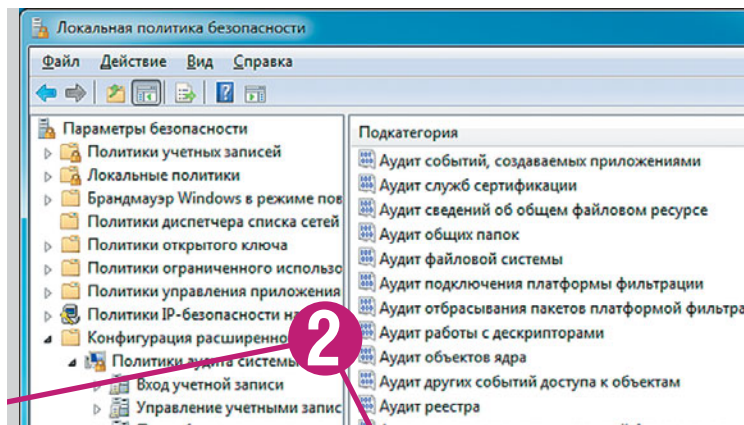 Локальная политика безопасности
Файл Действие Вид Справка
Параметры безопасности
Политики учетных записей
Локальные политики
Брандмауэр Windows в режиме пов
Политики диспетчера списка сетей
Политики открытого ключа
Политики ограниченного использо
Политики управления приложения
Политики IP-безопасности на
Конфигурация расширенно
Политики аудита системы
Вход учетной записи
Управление учетными запис
2
Подкатегория
Аудит событий, создаваемых приложениями
Аудит служб сертификации
Аудит сведений об общем файловом ресурсе
Аудит общих папок
Аудит файловой системы
Аудит подключения платформы фильтрации
Аудит отбрасывания пакетов платформой фильтра
Аудит работы с дескрипторами
Аудит объектов ядра
Аудит других событий доступа к объектам
Аудит реестра